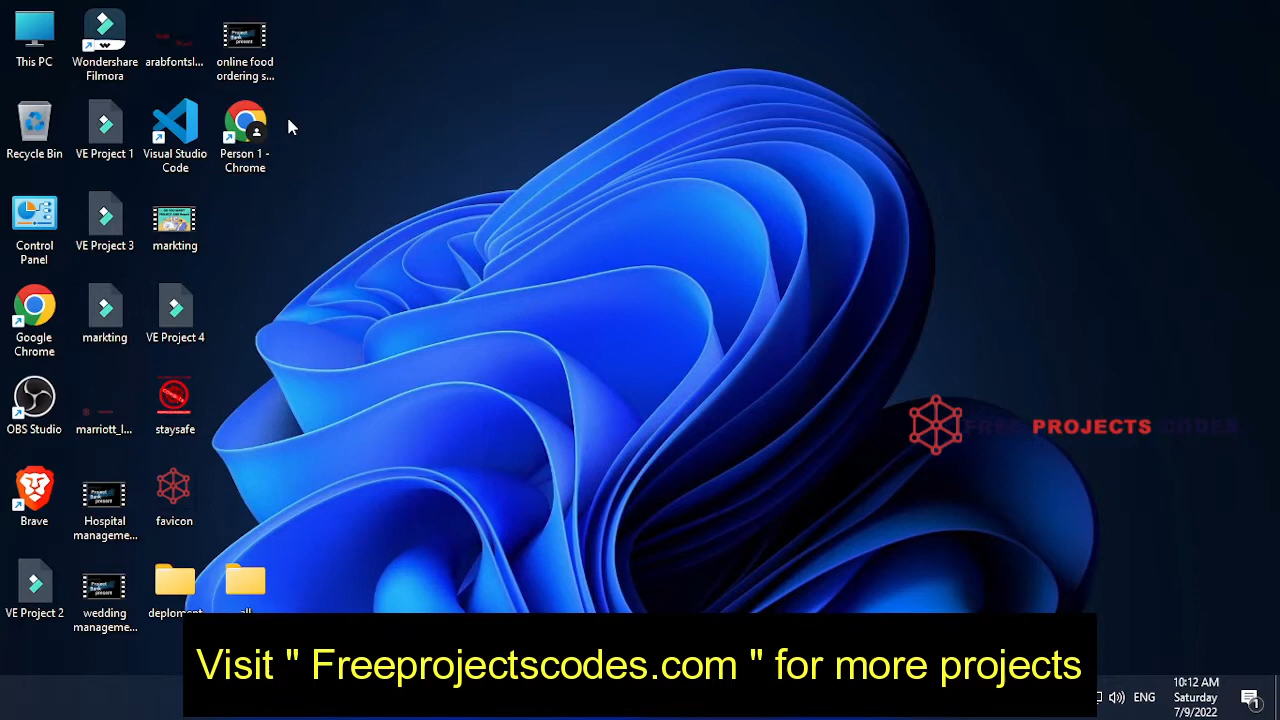 This PC
Wondershare
Filmora
arabfontsl...
online food
ordering s...
Recycle Bin
VE Project 1
Visual Studio
Code
Person 1 -
Chrome
Control
Panel
VE Project 3
markting
Google
Chrome
markting
VE Project 4
OBS Studio
marriott_l...
staysafe
Brave
Hospital
manageme...
favicon
VE Project 2
wedding
manageme...
FREE PROJECTS CODES
Visit " Freeprojectscodes.com " for more projects
ENG
10:12 AM
Saturday
7/9/2022
1